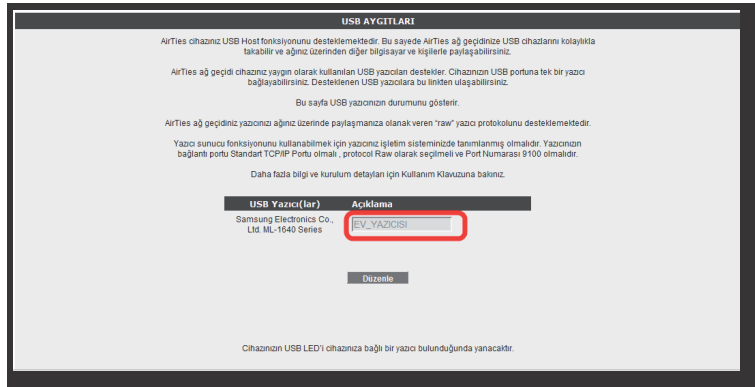 USB AYGITLARI
AirTies cihazınız USB Host fonksiyonunu desteklemektedir. Bu sayede AirTies ağ geçidinize USB cihazlarını kolaylıkla
takabilir ve ağınız üzerinden diğer bilgisayar ve kişilerle paylaşabilirsiniz.
AirTies ağ geçidi cihazınız yaygın olarak kullanılan USB yazıcıları destekler. Cihazınızın USB portuna tek bir yazıcı
bağlayabilirsiniz. Desteklenen USB yazıcılara bu linkten ulaşabilirsiniz.
Bu sayfa USB yazıcınızın durumunu gösterir.
AirTies ağ geçidiniz yazıcınızı ağınız üzerinde paylaşmanıza olanak veren "raw" yazıcı protokolunu desteklemektedir.
Yazıcı sunucu fonksiyonunu kullanabilmek için yazıcınız işletim sisteminizde tanımlanmış olmalıdır. Yazıcınızın
bağlantı portu Standart TCP/IP Portu olmalı , protocol Raw olarak seçilmeli ve Port Numarası 9100 olmalıdır.
Daha fazla bilgi ve kurulum detayları için Kullanım Klavuzuna bakınız.
USB Yazıcı(lar) Açıklama
Samsung Electronics Co., EV_YAZICISI
Ltd. ML-1640 Series
Düzenle
Cihazınızın USB LED'i cihazınıza bağlı bir yazıcı bulunduğunda yanacaktır.